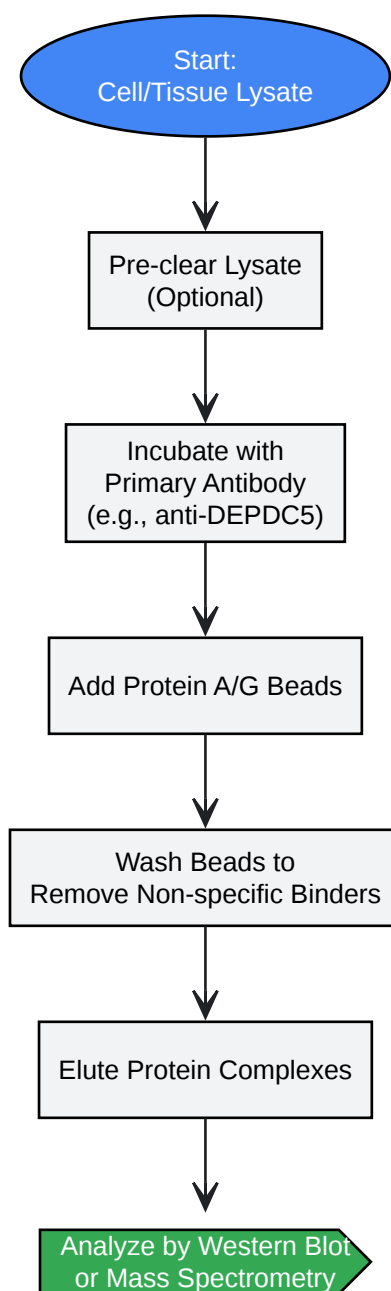 Start:
Cell/Tissue Lysate
Pre-clear Lysate
(Optional)
Incubate with
Primary Antibody
(e.g., anti-DEPDC5)
Add Protein A/G Beads
Wash Beads to
Remove Non-specific Binders
Elute Protein Complexes
Analyze by Western Blot
or Mass Spectrometry